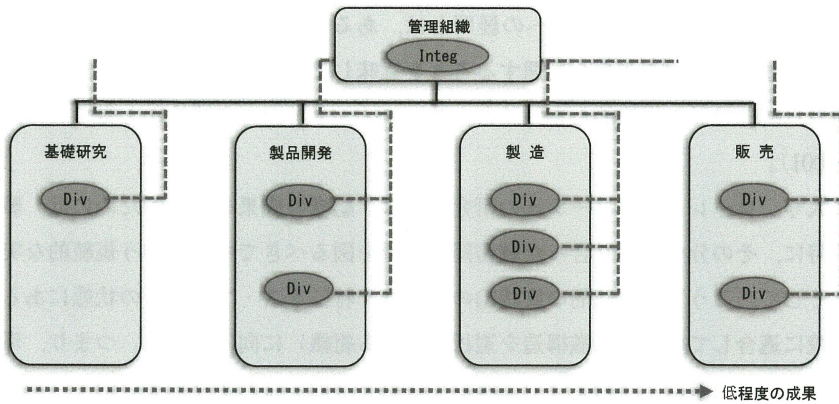 管理組織
Integ
基礎研究
Div
製品開発
Div
Div
製 造
Div
Div
Div
販 売
Div
Div
低程度の成果